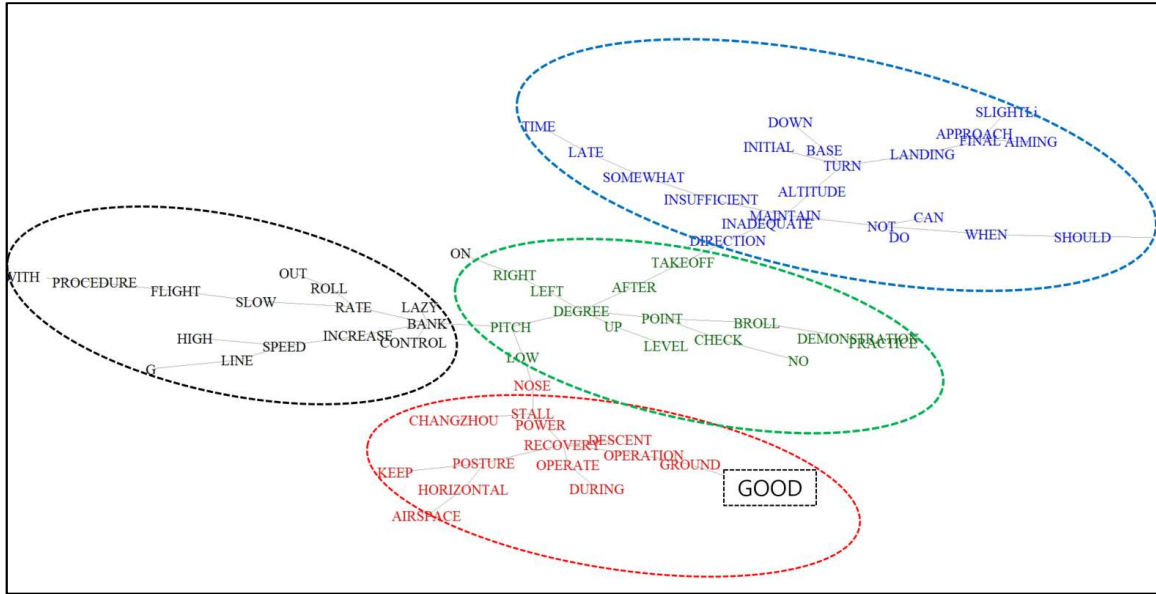 SLIGHTLi
DOWN
TIME
APPROACH
FINAL AIMING
INITIAL
BASE
LATE
LANDING
TURN
SOMEWHAT
ALTITUDE
INSUFFICIENT
MAINTAIN
CAN
INADEQUATE
NOT
DO
WHEN
SHOULD
DIRECTION
ON
TAKEOFF
RIGHT
OUT
PROCEDURE
AFTER
ROLL
FLIGHT
LEFT
SLOW
RATE
LAZY
DEGREE
POINT
BANK
PITCH
UP
BROLL
HIGH
INCREASE
CONTROL
LEVEL
CHECK
DEMONSTRATION
PRACTICE
SPEED
LINE
LOW
NO
G
NOSE
STALL
CHANGZHOU
POWER
RECOVERY
DESCENT
OPERATION
POSTURE
OPERATE
GROUND
KEEP
HORIZONTAL
DURING
GOOD
AIRSPACE